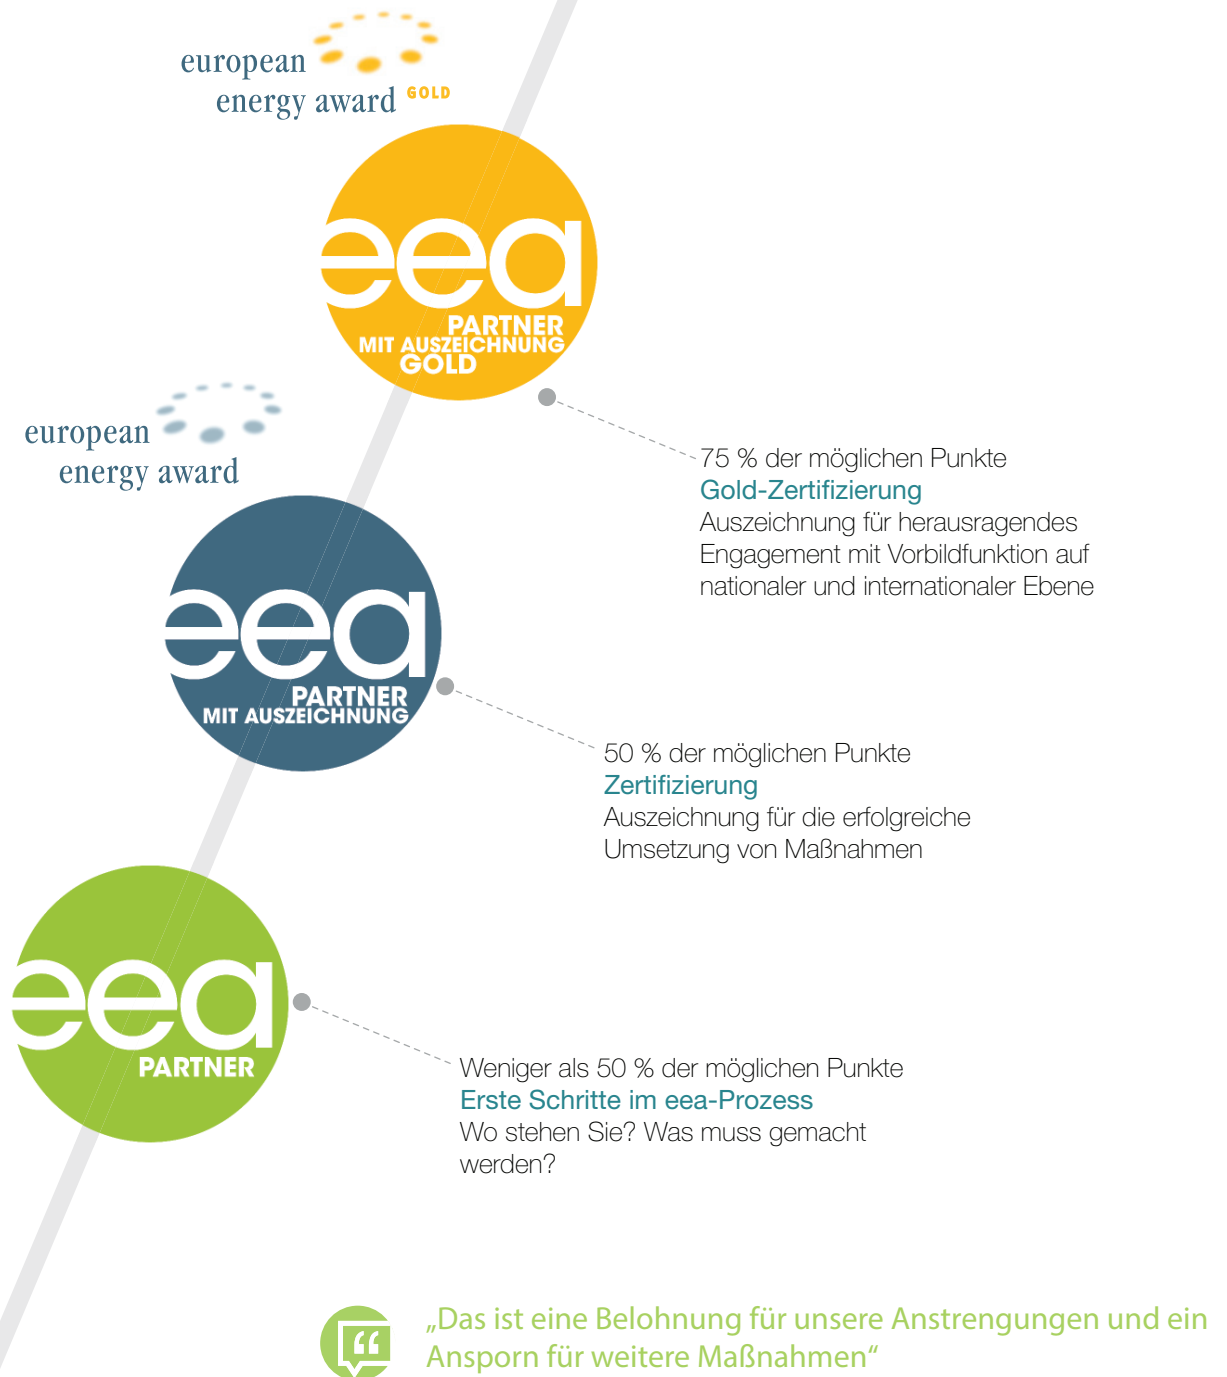 european
energy award GOLD
eea
PARTNER
MIT AUSZEICHNUNG
GOLD
75 % der möglichen Punkte
Gold-Zertifizierung
Auszeichnung für herausragendes
Engagement mit Vorbildfunktion auf
nationaler und internationaler Ebene
european
energy award
eea
PARTNER
MIT AUSZEICHNUNG
50 % der möglichen Punkte
Zertifizierung
Auszeichnung für die erfolgreiche
Umsetzung von Maßnahmen
eea
PARTNER
Weniger als 50 % der möglichen Punkte
Erste Schritte im eea-Prozess
Wo stehen Sie? Was muss gemacht
werden?
„Das ist eine Belohnung für unsere Anstrengungen und ein
Ansporn für weitere Maßnahmen“